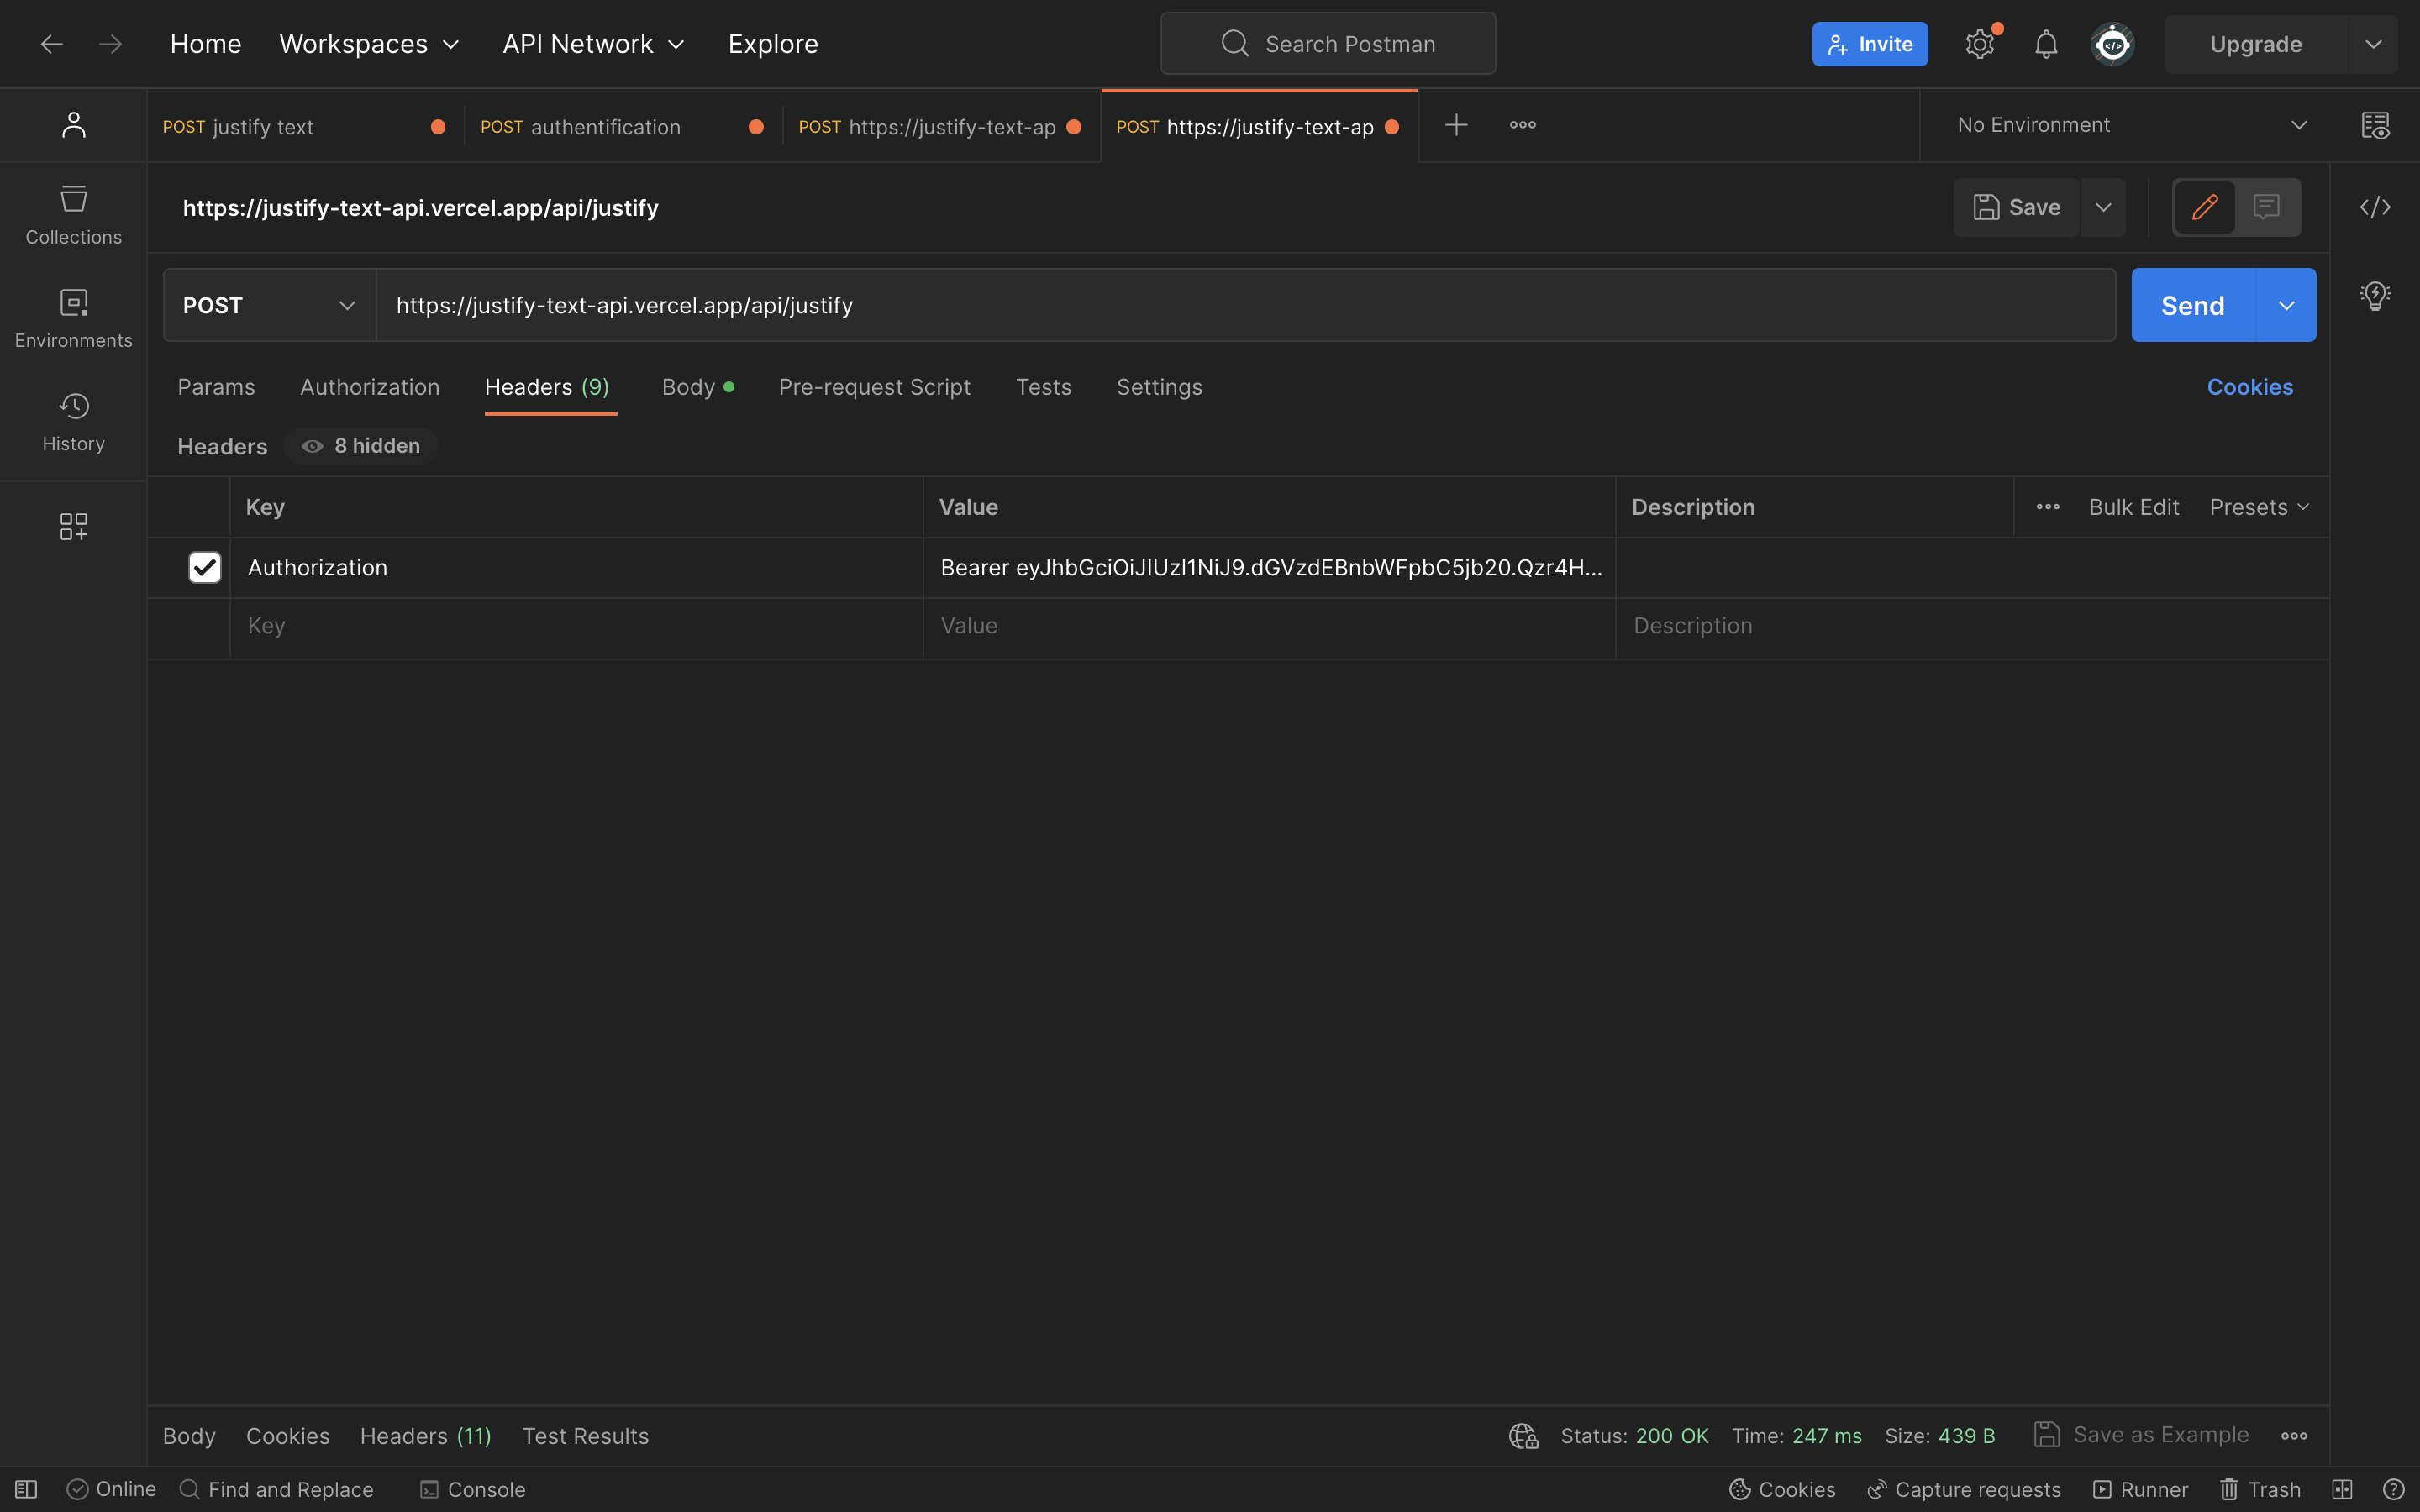 Home Workspaces API Network Explore Search Postman Invite Upgrade
POST justify text POST authentification POST https://justify-text-ap POST https://justify-text-ap No Environment
Collections
Environments
History
https://justify-text-api.vercel.app/api/justify Save
POST https://justify-text-api.vercel.app/api/justify Send
Params Authorization Headers (9) Body Pre-request Script Tests Settings Cookies
Headers 8 hidden
Key Value Description Bulk Edit Presets
Authorization Bearer eyJhbGciOiJIUzI1NiJ9.dGVzdEBnbWFpbC5jb20.Qzr4H...
Key Value Description
Body Cookies Headers (11) Test Results Status: 200 OK Time: 247 ms Size: 439 B Save as Example
Online Find and Replace Console Cookies Capture requests Runner Trash